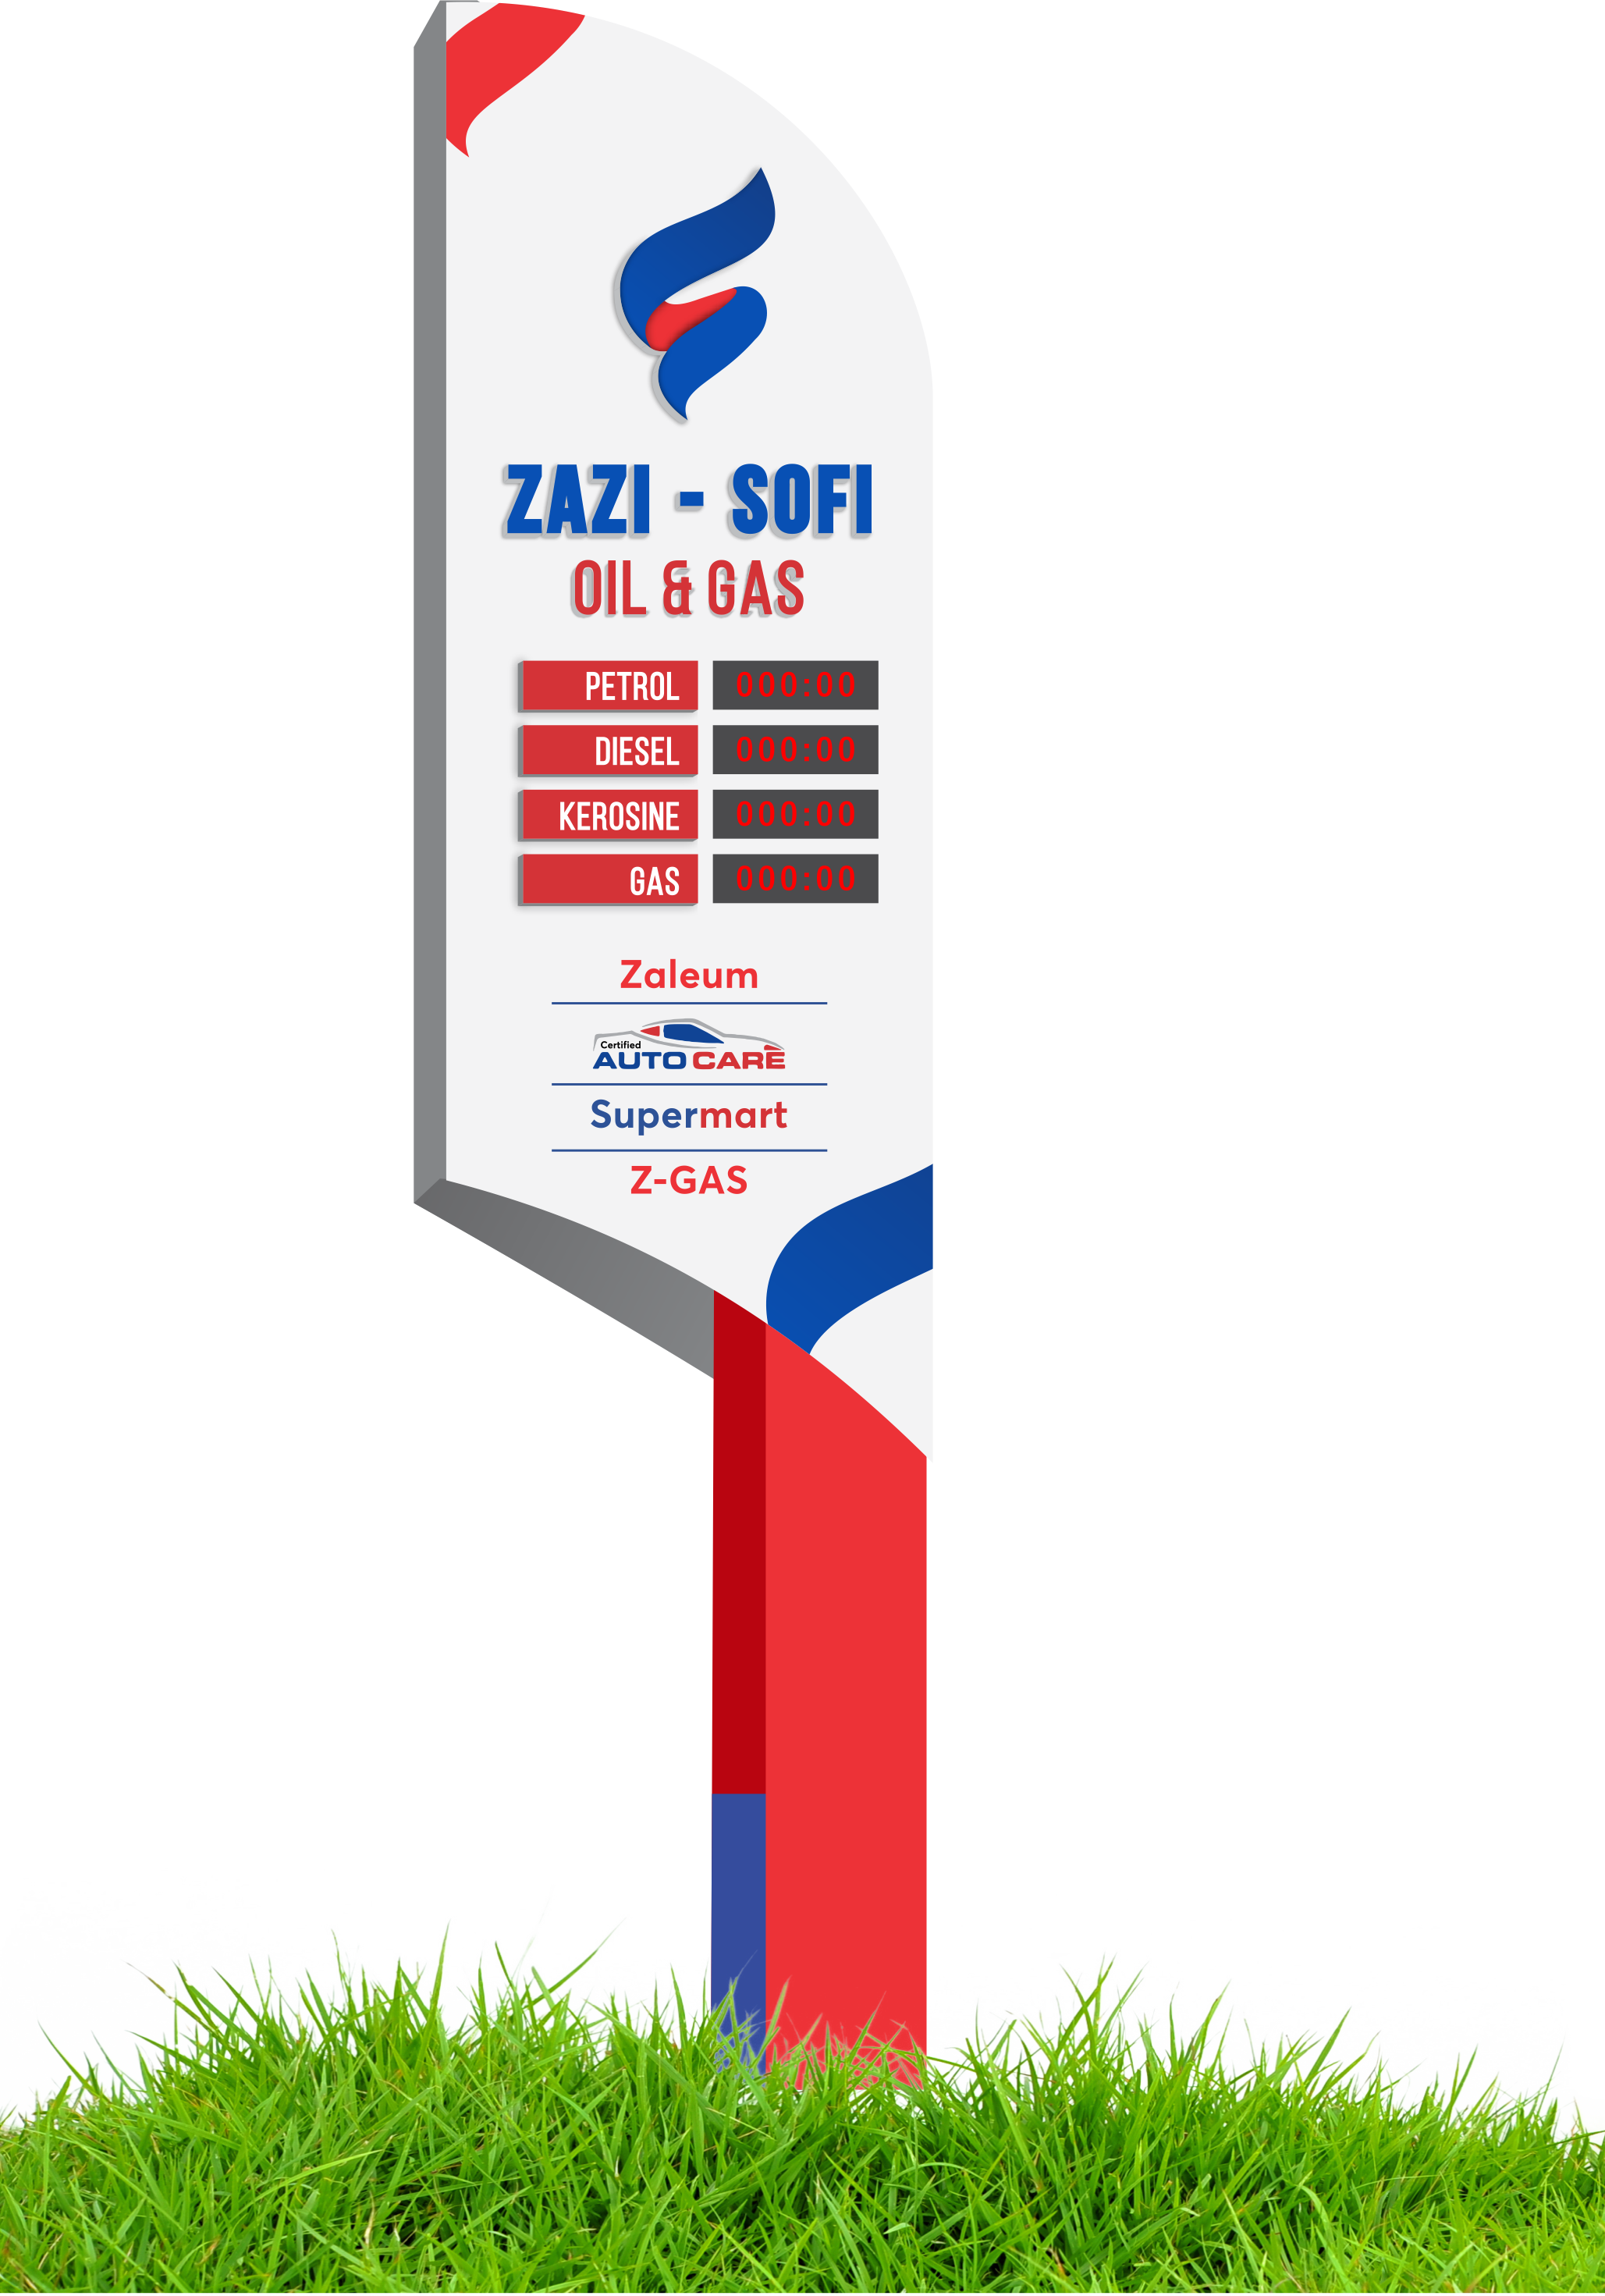 ZAZI - SOFI
OIL & GAS
PETROL 000:00
DIESEL 000:00
KEROSINE 000:00
GAS 000:00
Zaleum
Certified
AUTO CARE
Supermart
Z-GAS